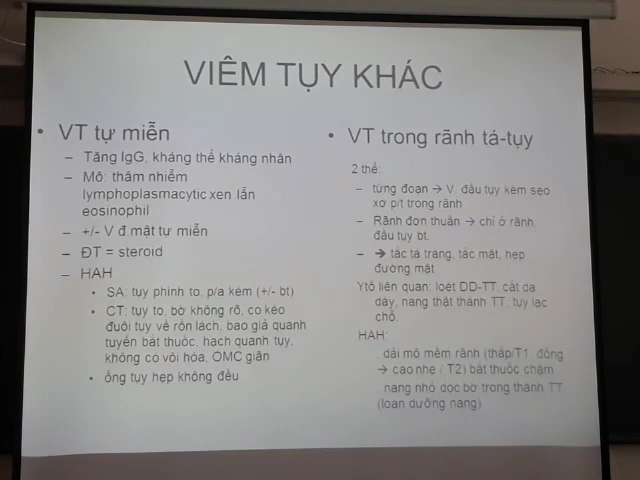 VIÊM TỤY KHÁC
• VT tự miễn
– Tăng IgG, kháng thể kháng nhân
– Mô: thâm nhiễm
lymphoplasmacytic xen lẫn
eosinophil
– +/- V đ.mật tự miễn
– ĐT = steroid
– HAH
• SA: tụy phình to, p/a kém (+/- bt)
• CT: tụy to, bờ không rõ, co kéo
đuôi tụy về rốn lách, bao giả quanh
tuyến bắt thuốc, hạch quanh tụy,
không có vôi hóa, OMC giãn
• ống tụy hẹp không đều
• VT trong rãnh tá-tụy
2 thể:
– từng đoạn → V. đầu tụy kèm sẹo
xơ p/t trong rãnh
– Rãnh đơn thuần → chỉ ở rãnh,
đầu tụy bt.
– → tắc tá tràng, tắc mật, hẹp
đường mật
Ytố liên quan: loét DD-TT, cắt dạ
dày, nang thật thành TT, tụy lạc
chỗ.
HAH:
. dải mô mềm rãnh (thấp/T1, đồng
→ cao nhẹ / T2) bắt thuốc chậm
. nang nhỏ dọc bờ trong thành TT
(loạn dưỡng nang)